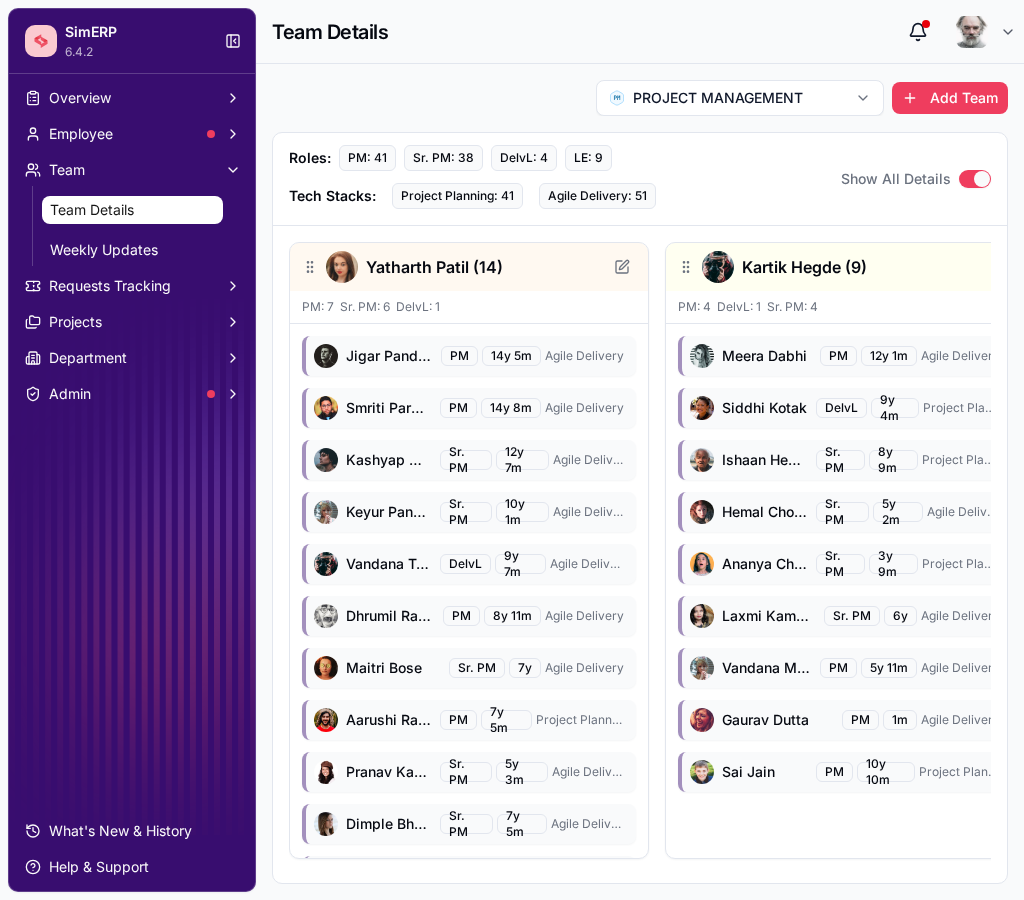 SimERP
6.4.2
Overview
Employee
Team
Team Details
Weekly Updates
Requests Tracking
Projects
Department
Admin
What's New & History
Help & Support
Team Details
PROJECT MANAGEMENT
Add Team
Roles: PM: 41 Sr. PM: 38 DelvL: 4 LE: 9
Tech Stacks: Project Planning: 41 Agile Delivery: 51
Show All Details
Yatharth Patil (14)
PM: 7 Sr. PM: 6 DelvL: 1
Jigar Pand... PM 14y 5m Agile Delivery
Smriti Par... PM 14y 8m Agile Delivery
Kashyap ... Sr. PM 12y 7m Agile Deliv...
Keyur Pan... Sr. PM 10y 1m Agile Deliv...
Vandana T... DelvL 9y 7m Agile Deliv...
Dhrumil Ra... PM 8y 11m Agile Delivery
Maitri Bose Sr. PM 7y Agile Delivery
Aarushi Ra... PM 7y 5m Project Plann...
Pranav Ka... Sr. PM 5y 3m Agile Deliv...
Dimple Bh... Sr. PM 7y 5m Agile Deliv...
Kartik Hegde (9)
PM: 4 DelvL: 1 Sr. PM: 4
Meera Dabhi PM 12y 1m Agile Deliver
Siddhi Kotak DelvL 9y 4m Project Pla...
Ishaan He... Sr. PM 8y 9m Project Pla...
Hemal Cho... Sr. PM 5y 2m Agile Deliv...
Ananya Ch... Sr. PM 3y 9m Project Pla...
Laxmi Kam... Sr. PM 6y Agile Deliver
Vandana M... PM 5y 11m Agile Deliver
Gaurav Dutta PM 1m Agile Deliver
Sai Jain PM 10y 10m Project Plan...